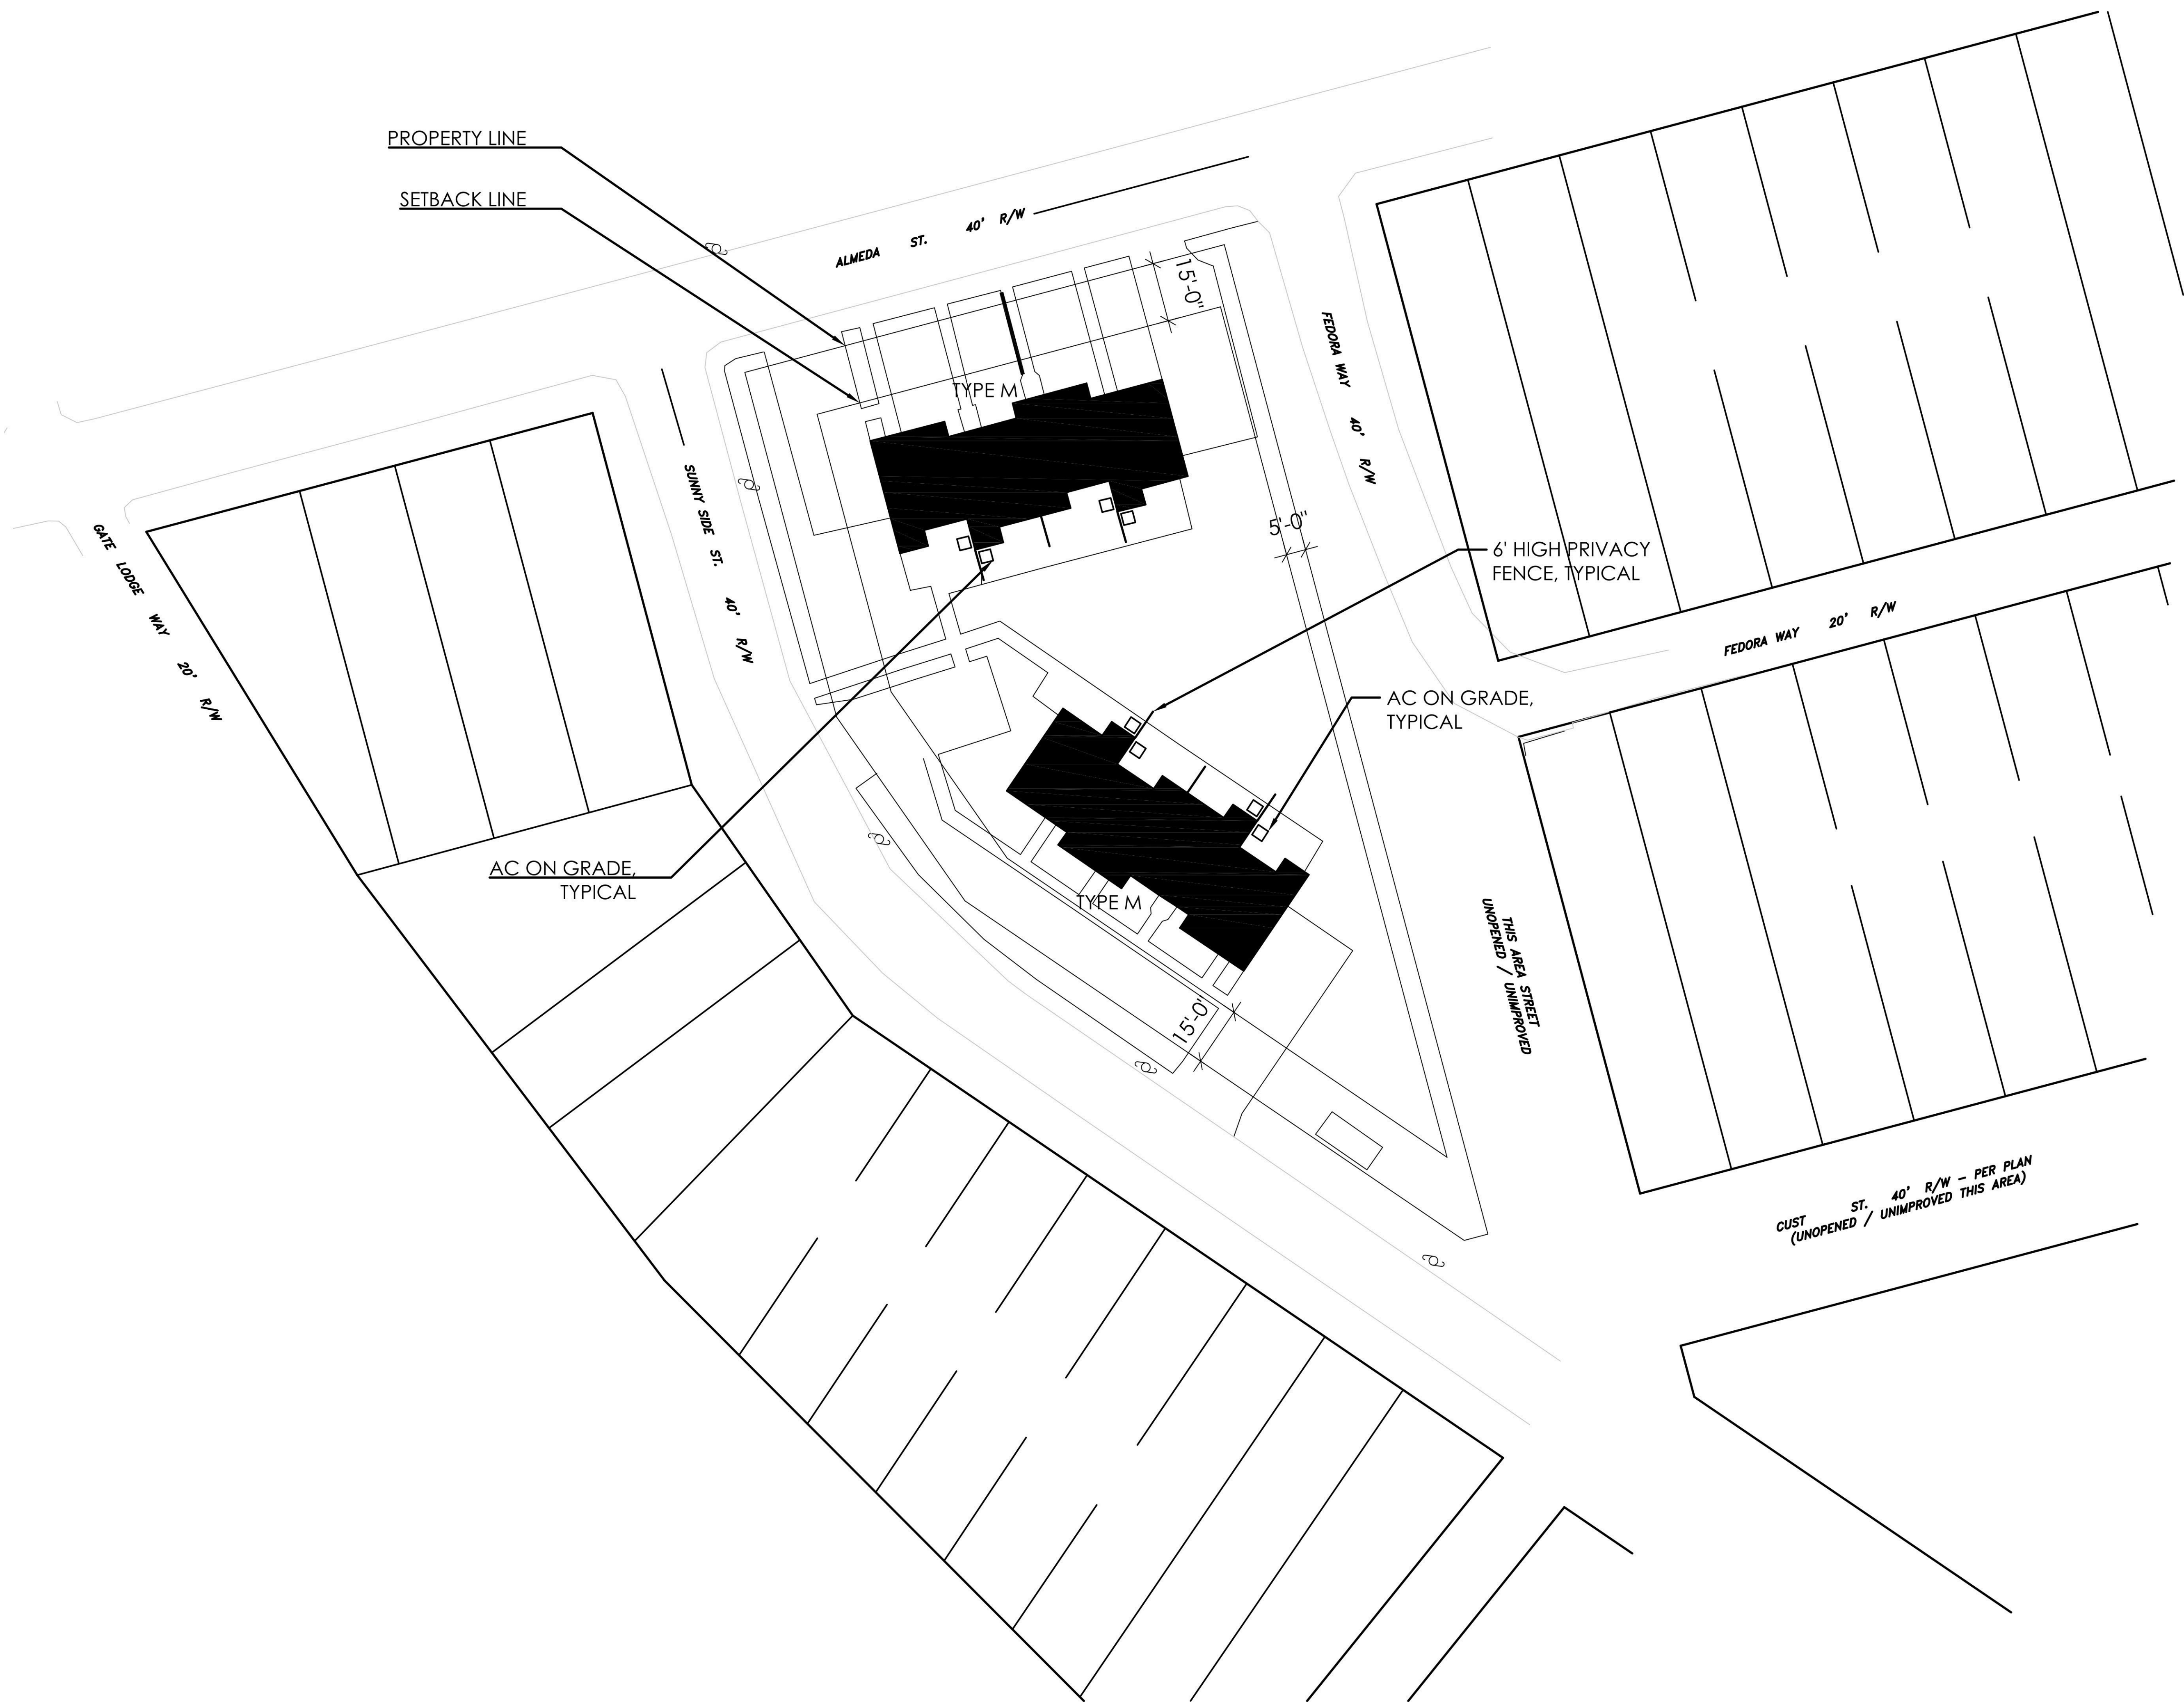 PROPERTY LINE
SETBACK LINE
ALMEDA ST. 40' R/W
15'-0"
FEDORA WAY 40' R/W
TYPE M
SUNNY SIDE ST. 40' R/W
GATE LODGE WAY 20' R/W
5'-0"
6' HIGH PRIVACY
FENCE, TYPICAL
FEDORA WAY 20' R/W
AC ON GRADE,
TYPICAL
AC ON GRADE,
TYPICAL
TYPE M
THIS AREA STREET
UNOPENED / UNIMPROVED
15'-0'
CUST ST. 40' R/W - PER PLAN
(UNOPENED / UNIMPROVED THIS AREA)